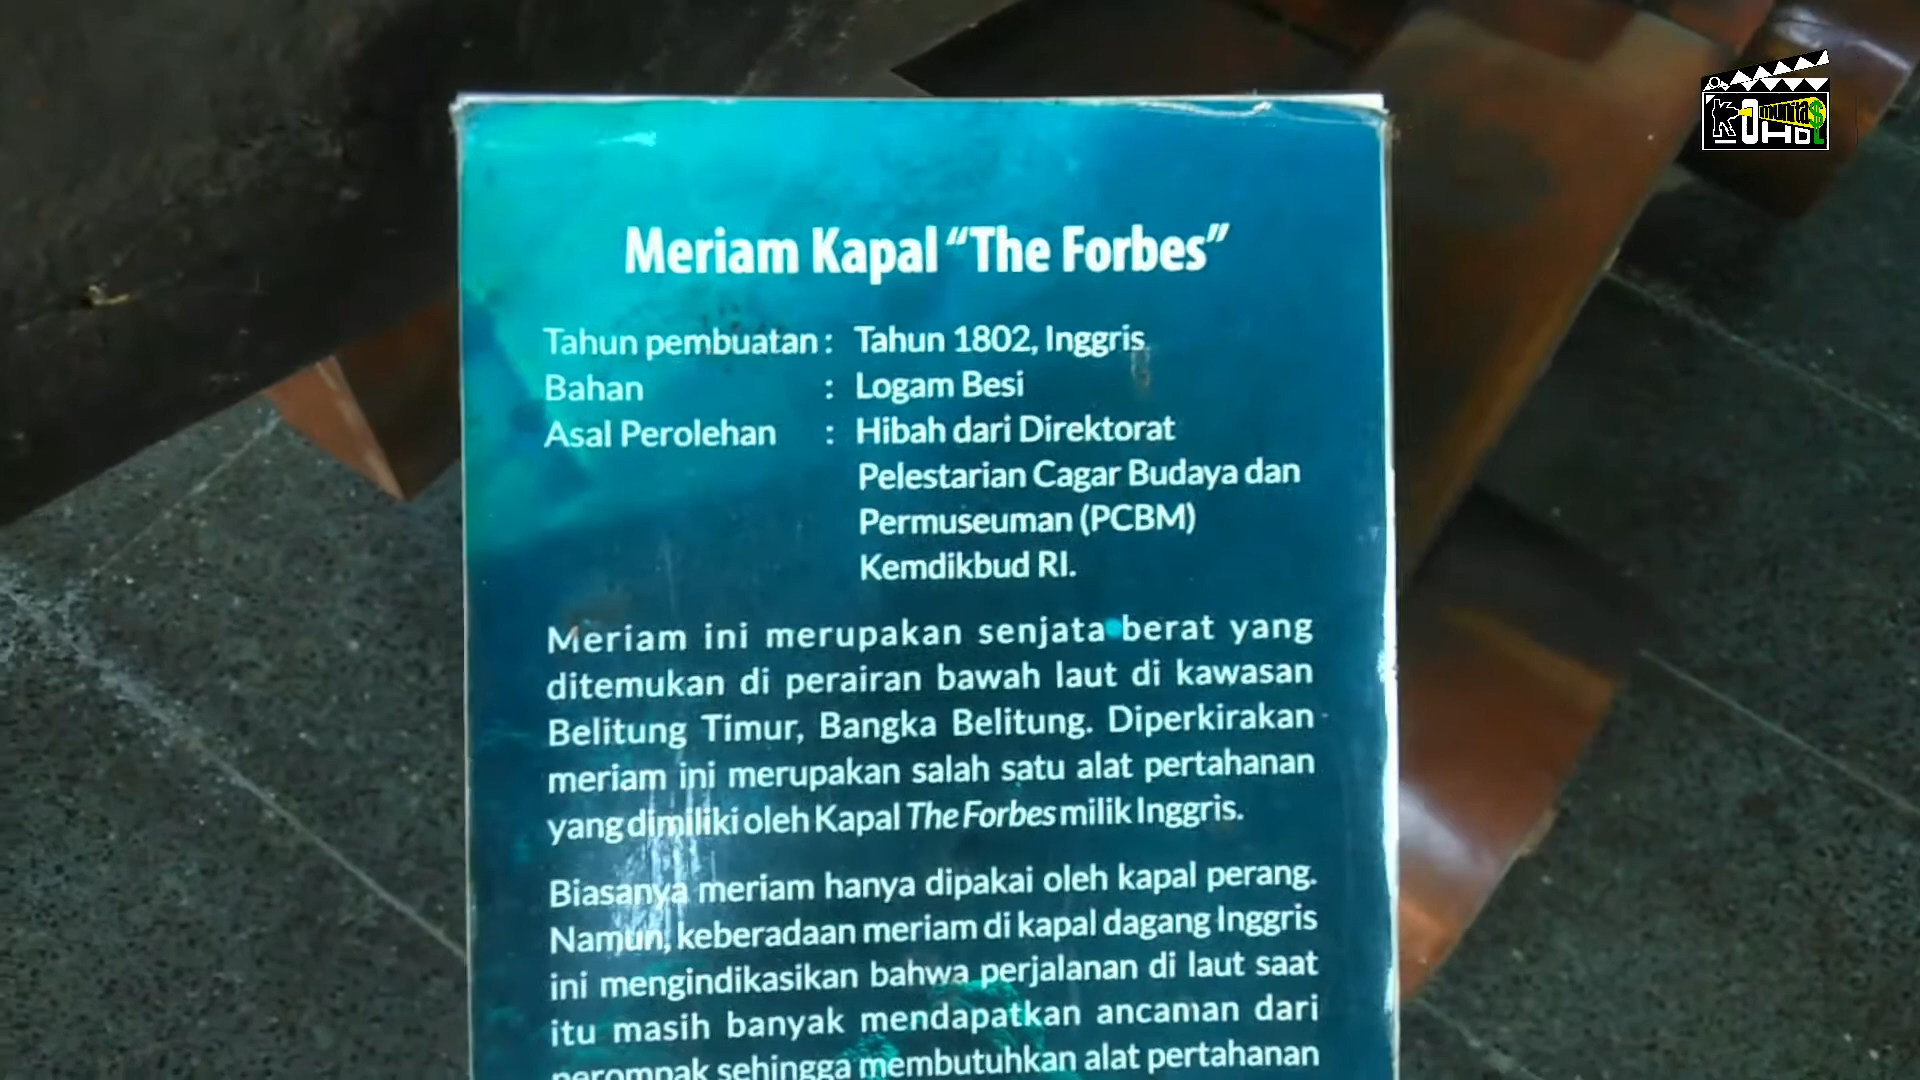 Meriam Kapal “The Forbes”
Tahun pembuatan : Tahun 1802, Inggris
Bahan : Logam Besi
Asal Perolehan : Hibah dari Direktorat
Pelestarian Cagar Budaya dan
Permuseuman (PCBM)
Kemdikbud RI.
Meriam ini merupakan senjata berat yang
ditemukan di perairan bawah laut di kawasan
Belitung Timur, Bangka Belitung. Diperkirakan
meriam ini merupakan salah satu alat pertahanan
yang dimiliki oleh Kapal The Forbes milik Inggris.
Biasanya meriam hanya dipakai oleh kapal perang.
Namun, keberadaan meriam di kapal dagang Inggris
ini mengindikasikan bahwa perjalanan di laut saat
itu masih banyak mendapatkan ancaman dari
perompak sehingga membutuhkan alat pertahanan